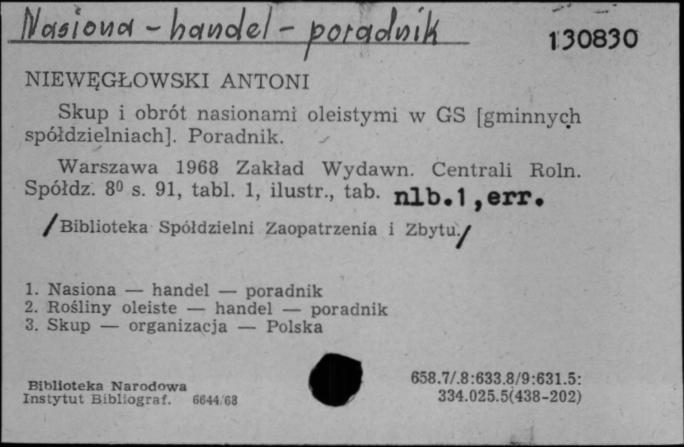 Nasiona - handel - poradnik
130830
NIEWĘGŁOWSKI ANTONI
Skup i obrót nasionami oleistymi w GS [gminnych
spółdzielniach]. Poradnik.
Warszawa 1968 Zakład Wydawn. Centrali Roln.
Spółdz. 8⁰ s. 91, tabl. 1, ilustr., tab. nlb.1,err.
/Biblioteka Spółdzielni Zaopatrzenia i Zbytu./
1. Nasiona — handel — poradnik
2. Rośliny oleiste — handel — poradnik
3. Skup — organizacja — Polska
658.7/.8:633.8/9:631.5:
334.025.5(438-202)
Biblioteka Narodowa
Instytut Bibliograf. 6644/68